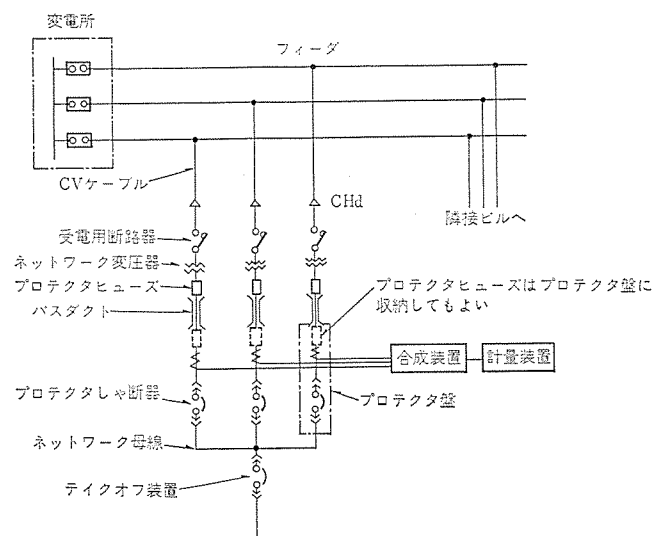 変電所
フィーダ
CVケーブル
CHd
隣接ビルへ
受電用断路器
ネットワーク変圧器
プロテクタヒューズ
バスダクト
プロテクタヒューズはプロテクタ盤に
収納してもよい
合成装置
計量装置
プロテクタしゃ断器
プロテクタ盤
ネットワーク母線
テイクオフ装置